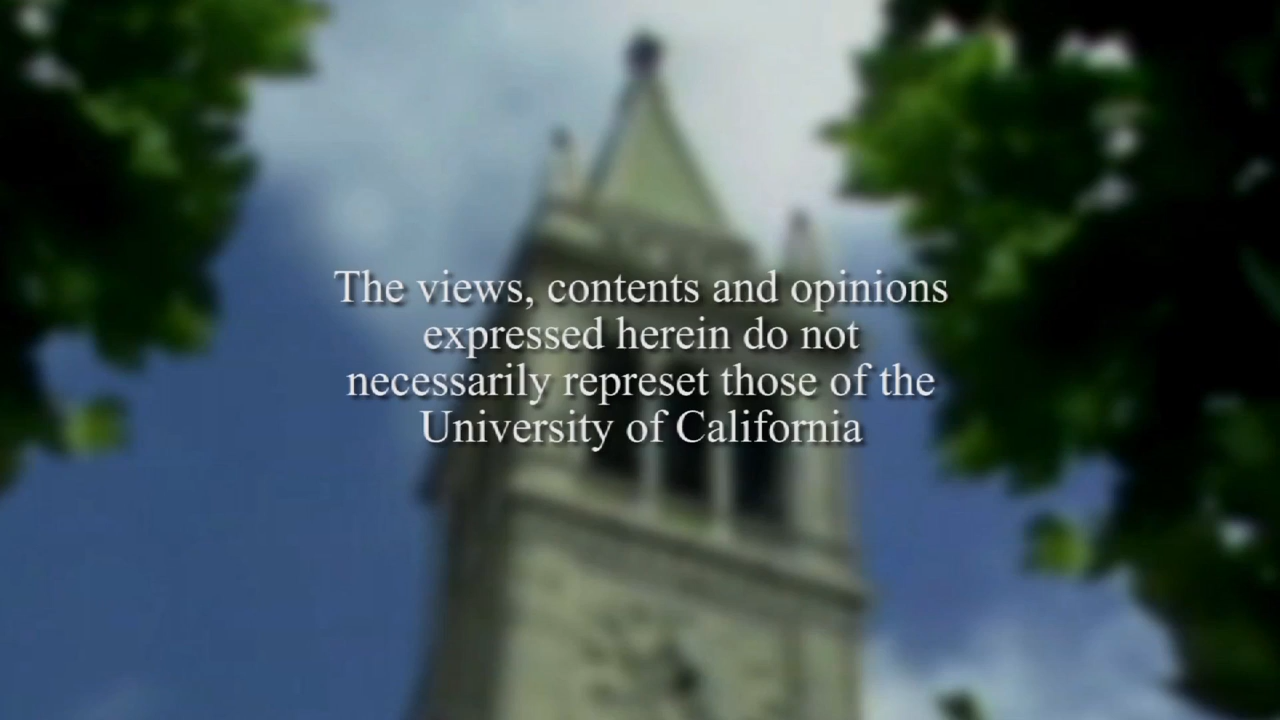 The views, contents and opinions
expressed herein do not
necessarily represet those of the
University of California